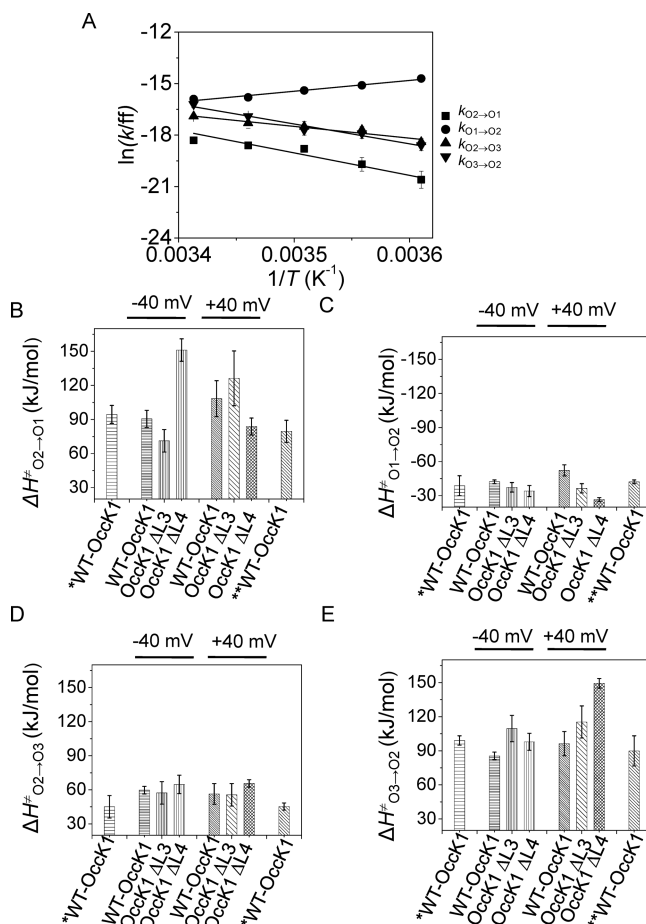 A
ln(k/ff)
-12
-15
-18
-21
-24
0.0034 0.0035 0.0036
1/T (K⁻¹)
kO2→O1
kO1→O2
kO2→O3
kO3→O2
B
-40 mV +40 mV
ΔH≠O2→O1 (kJ/mol)
150
120
90
60
30
*WT-OccK1
WT-OccK1
OccK1 ΔL3
OccK1 ΔL4
WT-OccK1
OccK1 ΔL3
OccK1 ΔL4
**WT-OccK1
C
-40 mV +40 mV
ΔH≠O1→O2 (kJ/mol)
-150
-120
-90
-60
-30
*WT-OccK1
WT-OccK1
OccK1 ΔL3
OccK1 ΔL4
WT-OccK1
OccK1 ΔL3
OccK1 ΔL4
**WT-OccK1
D
-40 mV +40 mV
ΔH≠O2→O3 (kJ/mol)
150
120
90
60
30
*WT-OccK1
WT-OccK1
OccK1 ΔL3
OccK1 ΔL4
WT-OccK1
OccK1 ΔL3
OccK1 ΔL4
**WT-OccK1
E
-40 mV +40 mV
ΔH≠O3→O2 (kJ/mol)
150
120
90
60
30
*WT-OccK1
WT-OccK1
OccK1 ΔL3
OccK1 ΔL4
WT-OccK1
OccK1 ΔL3
OccK1 ΔL4
**WT-OccK1